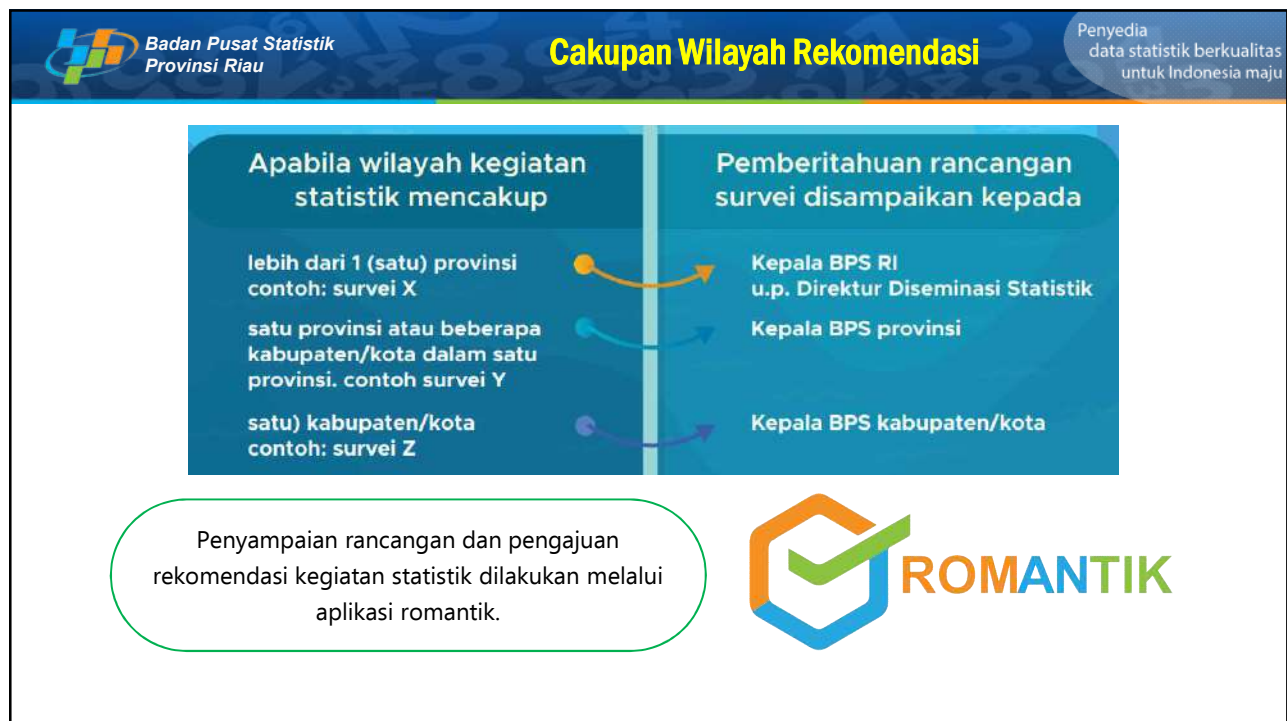 Badan Pusat Statistik
Provinsi Riau
Cakupan Wilayah Rekomendasi
Penyedia
data statistik berkualitas
untuk Indonesia maju
Apabila wilayah kegiatan
statistik mencakup
Pemberitahuan rancangan
survei disampaikan kepada
lebih dari 1 (satu) provinsi
contoh: survei X
Kepala BPS RI
u.p. Direktur Diseminasi Statistik
satu provinsi atau beberapa
kabupaten/kota dalam satu
provinsi. contoh survei Y
Kepala BPS provinsi
satu) kabupaten/kota
contoh: survei Z
Kepala BPS kabupaten/kota
Penyampaian rancangan dan pengajuan
rekomendasi kegiatan statistik dilakukan melalui
aplikasi romantik.
ROMANTIK